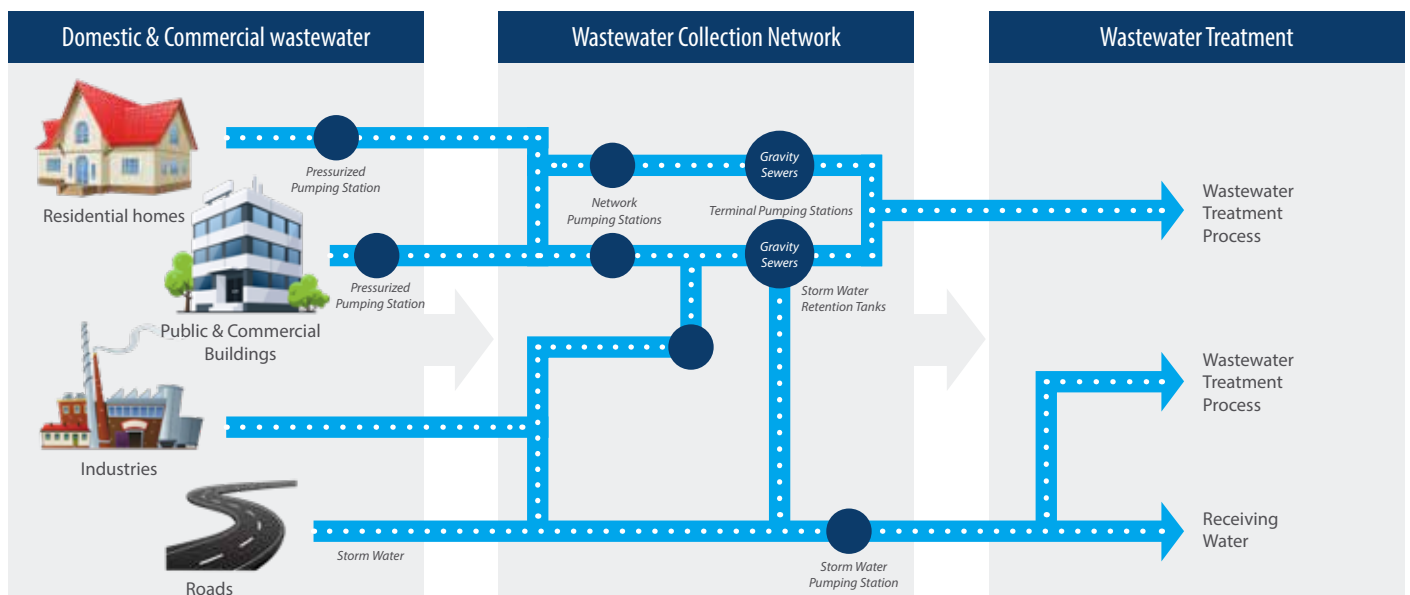 Domestic & Commercial wastewater
Wastewater Collection Network
Wastewater Treatment
Residential homes
Pressurized
Pumping Station
Public & Commercial
Buildings
Pressurized
Pumping Station
Industries
Roads
Storm Water
Network
Pumping Stations
Gravity
Sewers
Terminal Pumping Stations
Gravity
Sewers
Storm Water
Retention Tanks
Storm Water
Pumping Station
Wastewater
Treatment
Process
Wastewater
Treatment
Process
Receiving
Water